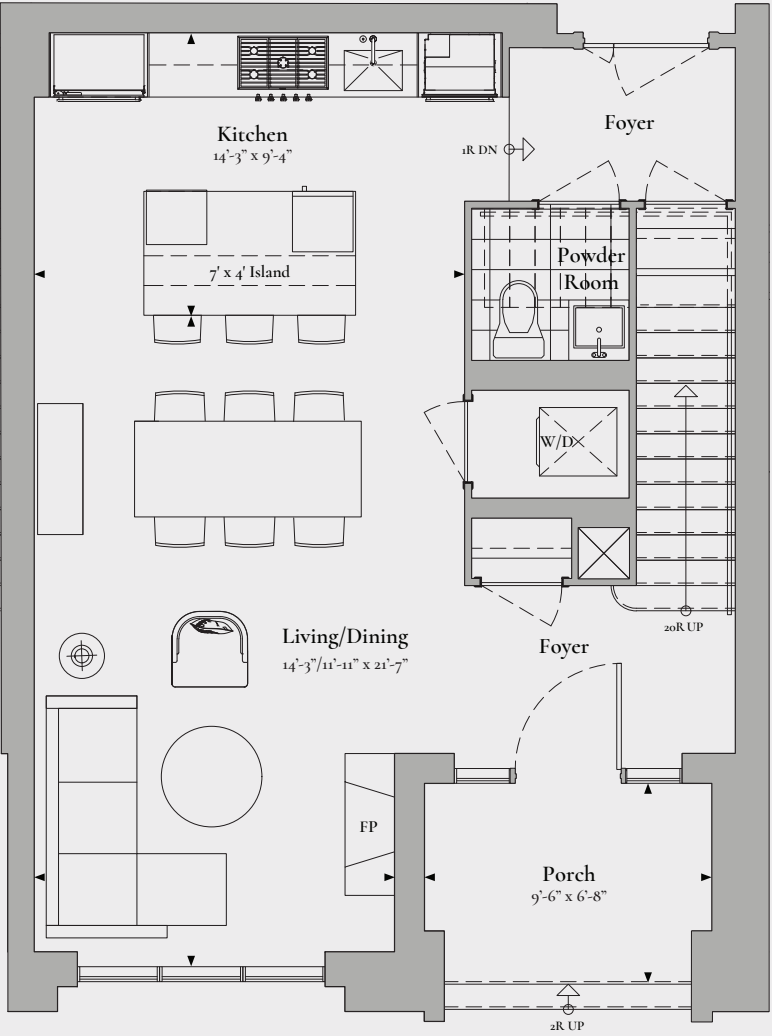 Foyer
Kitchen
14'-3" x 9'-4"
1R DN
Powder
Room
7' x 4' Island
W/D
20R UP
Living/Dining
14'-3"/11'-11" x 21'-7"
Foyer
FP
Porch
9'-6" x 6'-8"
2R UP